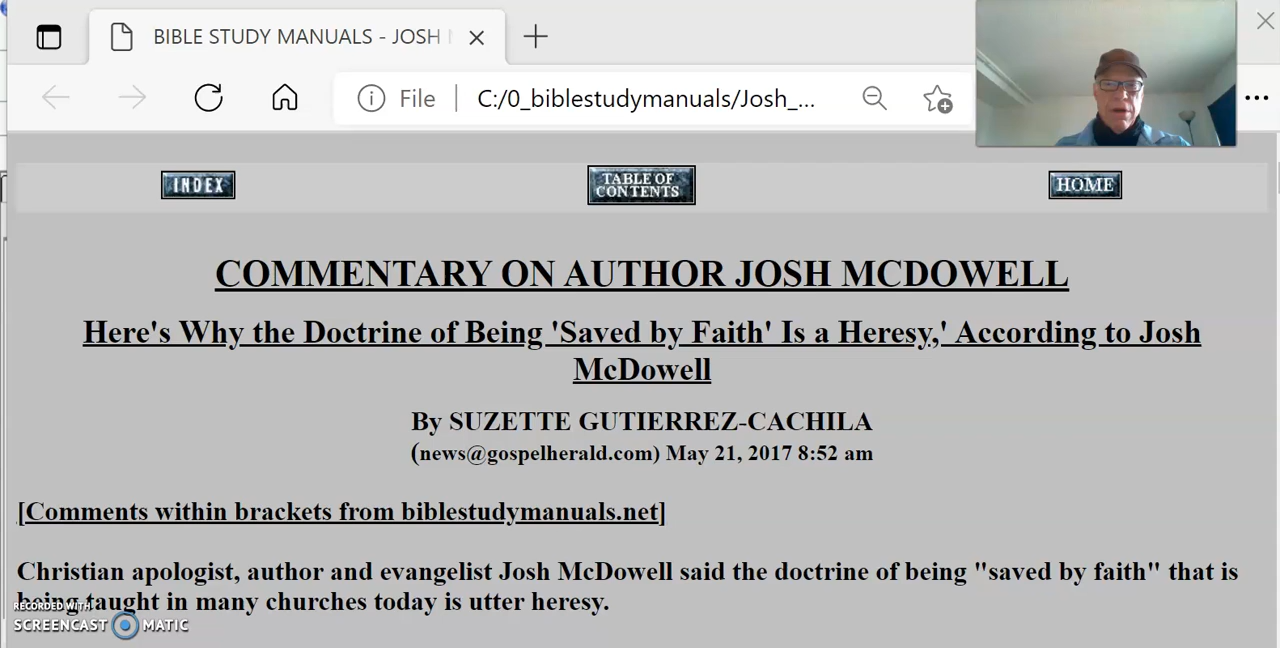 BIBLE STUDY MANUALS - JOSH
File
C:/0_biblestudymanuals/Josh_...
INDEX
TABLE OF
CONTENTS
HOME
COMMENTARY ON AUTHOR JOSH MCDOWELL
Here's Why the Doctrine of Being 'Saved by Faith' Is a Heresy,' According to Josh
McDowell
By SUZETTE GUTIERREZ-CACHILA
(news@gospelherald.com) May 21, 2017 8:52 am
[Comments within brackets from biblestudymanuals.net]
Christian apologist, author and evangelist Josh McDowell said the doctrine of being "saved by faith" that is
being taught in many churches today is utter heresy.
RECORDED WITH
SCREENCAST MATIC